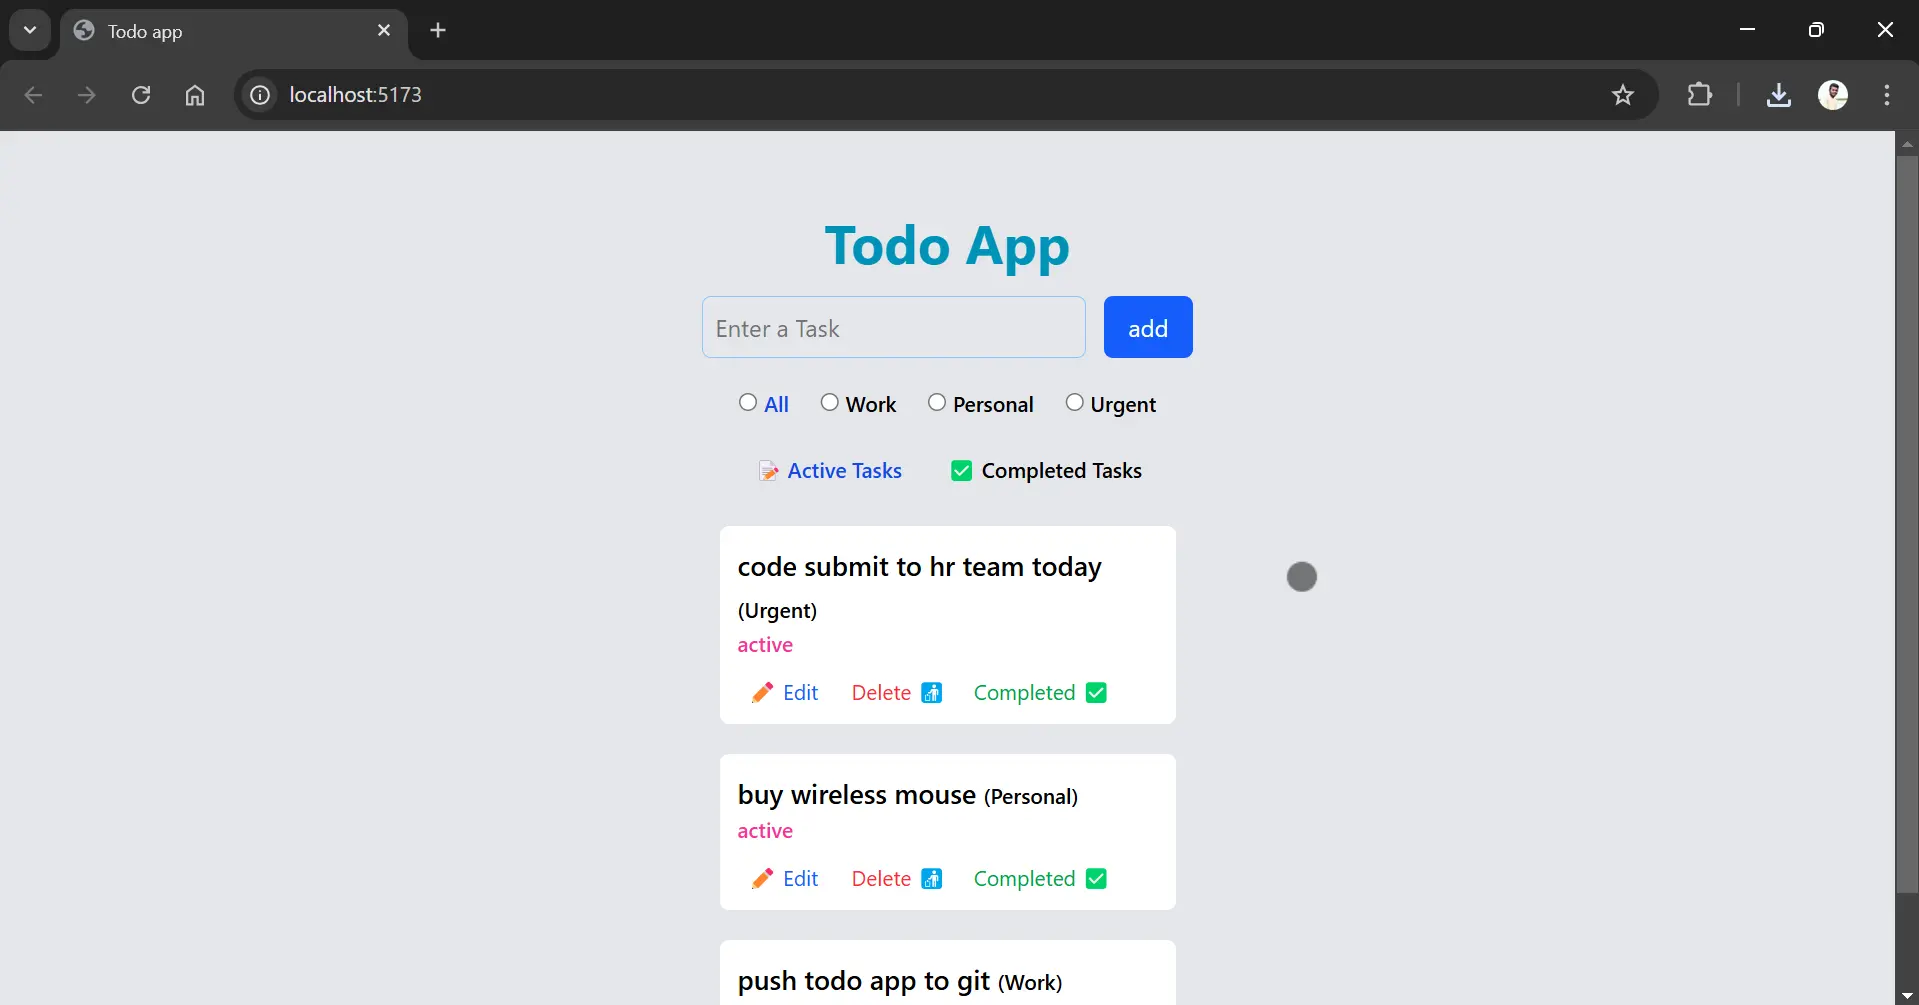 Todo app
localhost:5173
Todo App
Enter a Task
add
All Work Personal Urgent
📝 Active Tasks ✅ Completed Tasks
code submit to hr team today
(Urgent)
active
✏️ Edit Delete 🚮 Completed ✅
buy wireless mouse (Personal)
active
✏️ Edit Delete 🚮 Completed ✅
push todo app to git (Work)